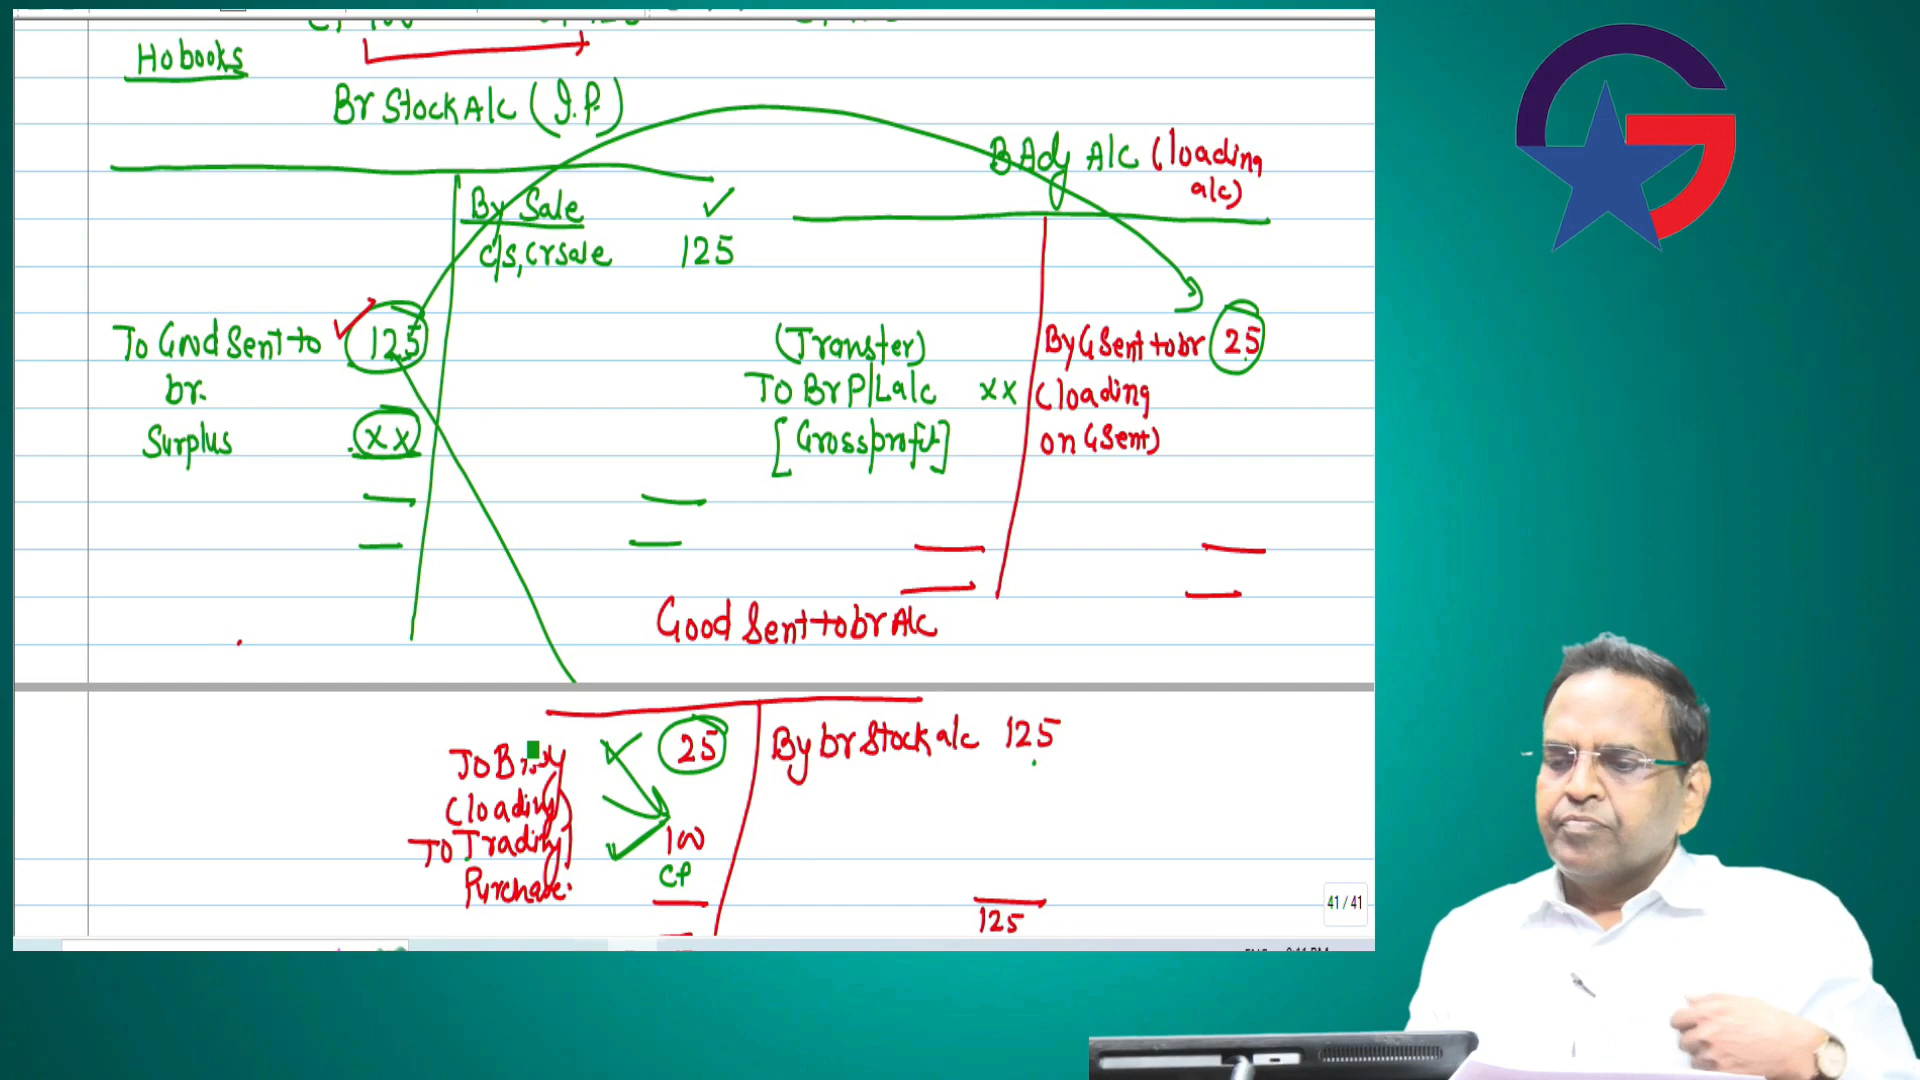 Ho books
Br Stock A/c (I.P.)
B Adj A/c (loading
a/c)
By Sale
c/s, Cr sale 125
To Good Sent to 125
br.
Surplus xx
(Transfer)
To Br P/L a/c xx
[Gross profit]
By G Sent to br 25
(loading
on G Sent)
Good Sent to br A/c
25
(loading)
To Trading/ 100
Purchase. CP
By br Stock a/c 125
125
41 / 41